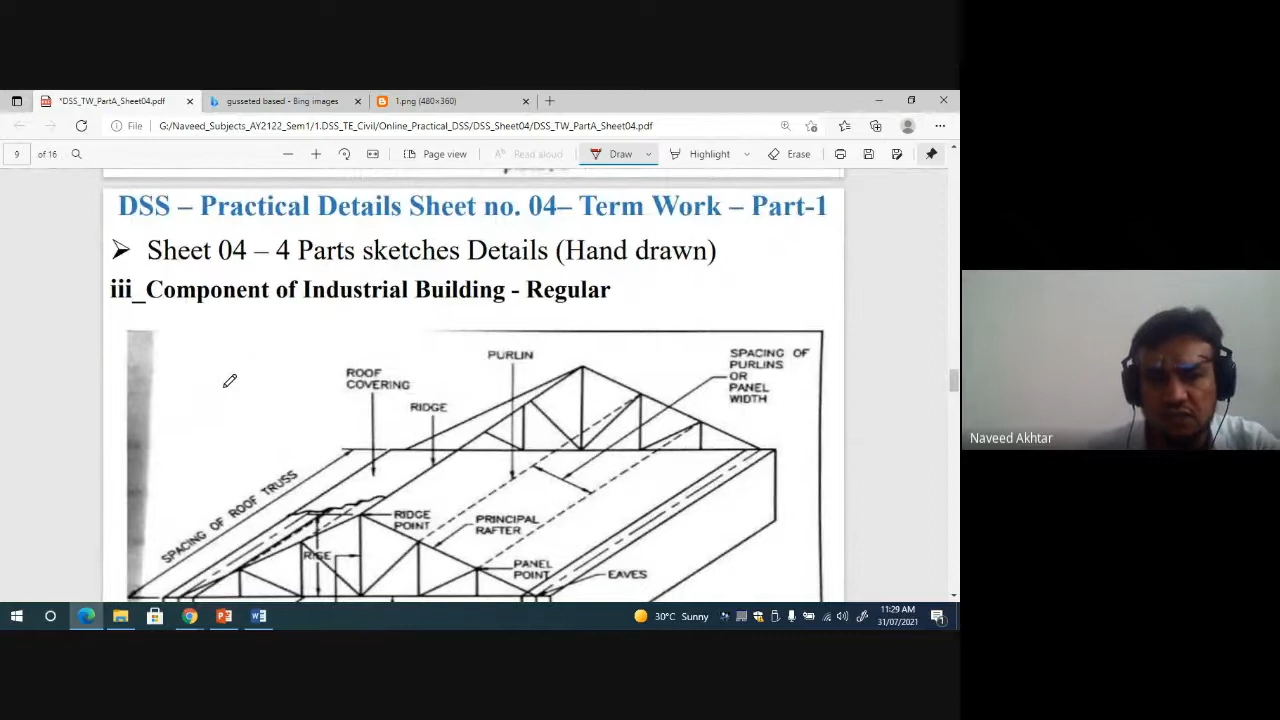 *DSS_TW_PartA_Sheet04.pdf
gusseted based - Bing images
1.png (480×360)
File
G:/Naveed_Subjects_AY2122_Sem1/1.DSS_TE_Civil/Online_Practical_DSS/DSS_Sheet04/DSS_TW_PartA_Sheet04.pdf
9 of 16
Page view
Read aloud
Draw
Highlight
Erase
DSS – Practical Details Sheet no. 04– Term Work – Part-1
➢ Sheet 04 – 4 Parts sketches Details (Hand drawn)
iii_Component of Industrial Building - Regular
PURLIN
SPACING OF
PURLINS
OR
PANEL
WIDTH
ROOF
COVERING
RIDGE
SPACING OF ROOF TRUSS
RIDGE
POINT
PRINCIPAL
RAFTER
RISE
PANEL
POINT
EAVES
Naveed Akhtar
30°C Sunny
11:29 AM
31/07/2021
1